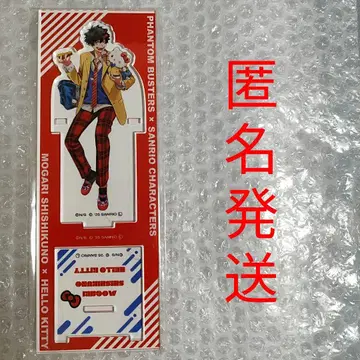 PHANTOM BUSTERS × SANRIO CHARACTERS
MOGARI SHISHIKUNO × HELLO KITTY
MOGARI
SHISHIKUNO
HELLO KITTY
匿名発送